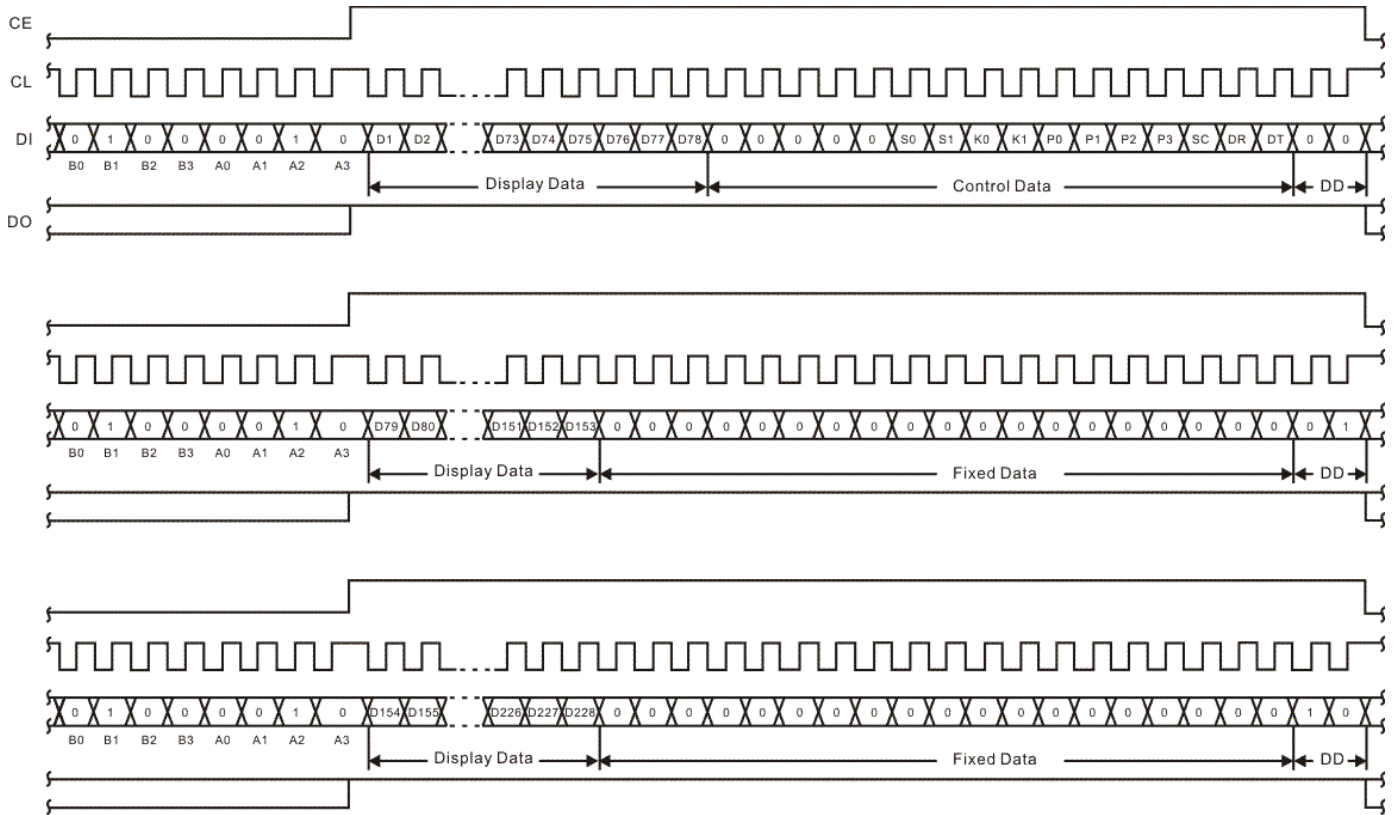 CE
CL
DI 0 1 0 0 0 0 1 0 D1 D2 D73 D74 D75 D76 D77 D78 0 0 0 0 0 S0 S1 K0 K1 P0 P1 P2 P3 SC DR DT 0 0
B0 B1 B2 B3 A0 A1 A2 A3
Display Data Control Data DD
DO
0 1 0 0 0 0 1 0 D79 D80 D151 D152 D153 0 0 0 0 0 0 0 0 0 0 0 0 0 0 0 0 0 0 0 0 1
B0 B1 B2 B3 A0 A1 A2 A3
Display Data Fixed Data DD
0 1 0 0 0 0 1 0 D154 D155 D226 D227 D228 0 0 0 0 0 0 0 0 0 0 0 0 0 0 0 0 0 0 0 1 0
B0 B1 B2 B3 A0 A1 A2 A3
Display Data Fixed Data DD